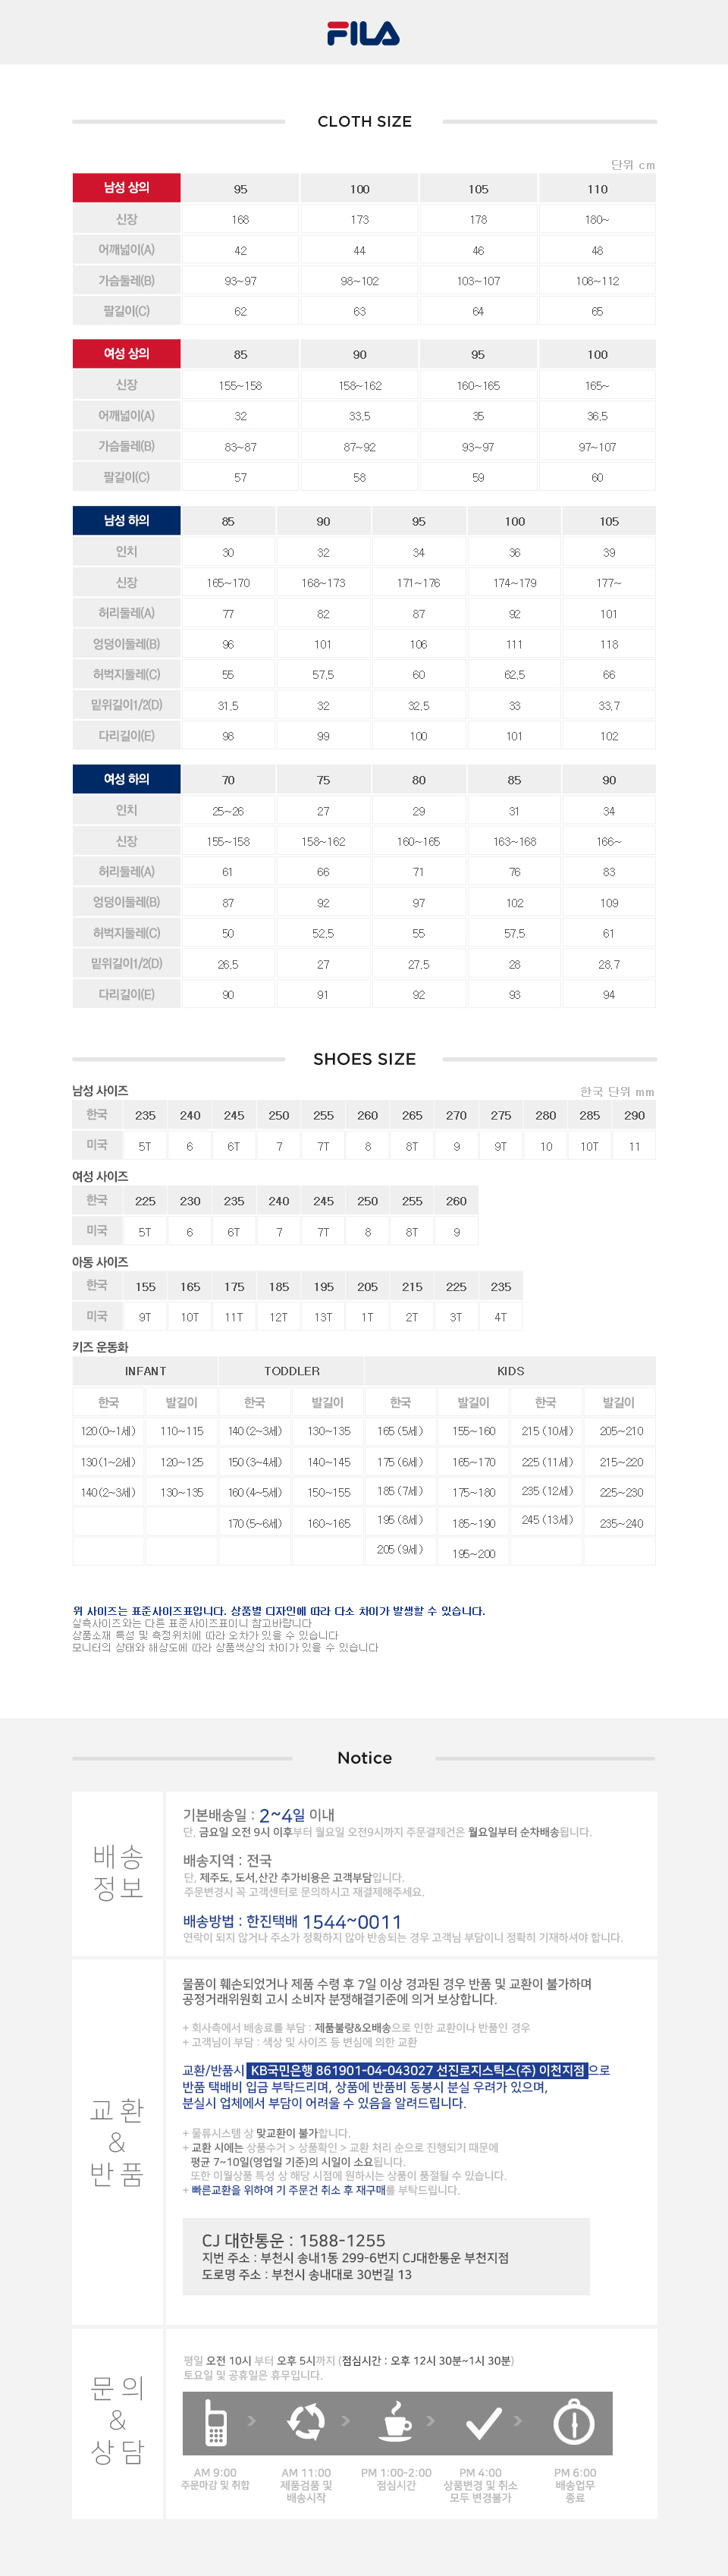 FILA
CLOTH SIZE
단위 cm
남성 상의 95 100 105 110
신장 168 173 178 180~
어깨넓이(A) 42 44 46 48
가슴둘레(B) 93~97 98~102 103~107 108~112
팔길이(C) 62 63 64 65
여성 상의 85 90 95 100
신장 155~158 158~162 160~165 165~
어깨넓이(A) 32 33.5 35 36.5
가슴둘레(B) 83~87 87~92 93~97 97~107
팔길이(C) 57 58 59 60
남성 하의 85 90 95 100 105
인치 30 32 34 36 39
신장 165~170 168~173 171~176 174~179 177~
허리둘레(A) 77 82 87 92 101
엉덩이둘레(B) 96 101 106 111 118
허벅지둘레(C) 55 57.5 60 62.5 66
밑위길이1/2(D) 31.5 32 32.5 33 33.7
다리길이(E) 98 99 100 101 102
여성 하의 70 75 80 85 90
인치 25~26 27 29 31 34
신장 155~158 158~162 160~165 163~168 166~
허리둘레(A) 61 66 71 76 83
엉덩이둘레(B) 87 92 97 102 109
허벅지둘레(C) 50 52.5 55 57.5 61
밑위길이1/2(D) 26.5 27 27.5 28 28.7
다리길이(E) 90 91 92 93 94
SHOES SIZE
남성 사이즈 한국 단위 mm
한국 235 240 245 250 255 260 265 270 275 280 285 290
미국 5T 6 6T 7 7T 8 8T 9 9T 10 10T 11
여성 사이즈
한국 225 230 235 240 245 250 255 260
미국 5T 6 6T 7 7T 8 8T 9
아동 사이즈
한국 155 165 175 185 195 205 215 225 235
미국 9T 10T 11T 12T 13T 1T 2T 3T 4T
키즈 운동화
INFANT TODDLER KIDS
한국 발길이 한국 발길이 한국 발길이 한국 발길이
120(0~1세) 110~115 140(2~3세) 130~135 165 (5세) 155~160 215 (10세) 205~210
130(1~2세) 120~125 150(3~4세) 140~145 175 (6세) 165~170 225 (11세) 215~220
140(2~3세) 130~135 160(4~5세) 150~155 185 (7세) 175~180 235 (12세) 225~230
170(5~6세) 160~165 195 (8세) 185~190 245 (13세) 235~240
205 (9세) 195~200
위 사이즈는 표준사이즈표입니다. 상품별 디자인에 따라 다소 차이가 발생할 수 있습니다.
실측사이즈와는 다른 표준사이즈표이니 참고바랍니다
상품소재 특성 및 측정위치에 따라 오차가 있을 수 있습니다
모니터의 상태와 해상도에 따라 상품색상의 차이가 있을 수 있습니다
Notice
배송
정보
기본배송일 : 2~4일 이내
단, 금요일 오전 9시 이후부터 월요일 오전9시까지 주문결제건은 월요일부터 순차배송됩니다.
배송지역 : 전국
단, 제주도, 도서,산간 추가비용은 고객부담입니다.
주문변경시 꼭 고객센터로 문의하시고 재결제해주세요.
배송방법 : 한진택배 1544~0011
연락이 되지 않거나 주소가 정확하지 않아 반송되는 경우 고객님 부담이니 정확히 기재하셔야 합니다.
교환
&
반품
물품이 훼손되었거나 제품 수령 후 7일 이상 경과된 경우 반품 및 교환이 불가하며
공정거래위원회 고시 소비자 분쟁해결기준에 의거 보상합니다.
+ 회사측에서 배송료를 부담 : 제품불량&오배송으로 인한 교환이나 반품인 경우
+ 고객님이 부담 : 색상 및 사이즈 등 변심에 의한 교환
교환/반품시 KB국민은행 861901-04-043027 선진로지스틱스(주) 이천지점으로
반품 택배비 입금 부탁드리며, 상품에 반품비 동봉시 분실 우려가 있으며,
분실시 업체에서 부담이 어려울 수 있음을 알려드립니다.
+ 물류시스템 상 맞교환이 불가합니다.
+ 교환 시에는 상품수거 > 상품확인 > 교환 처리 순으로 진행되기 때문에
평균 7~10일(영업일 기준)의 시일이 소요됩니다.
또한 이월상품 특성 상 해당 시점에 원하시는 상품이 품절될 수 있습니다.
+ 빠른교환을 위하여 기 주문건 취소 후 재구매를 부탁드립니다.
CJ 대한통운 : 1588-1255
지번 주소 : 부천시 송내1동 299-6번지 CJ대한통운 부천지점
도로명 주소 : 부천시 송내대로 30번길 13
문의
&
상담
평일 오전 10시 부터 오후 5시까지 (점심시간 : 오후 12시 30분~1시 30분)
토요일 및 공휴일은 휴무입니다.
AM 9:00 AM 11:00 PM 1:00-2:00 PM 4:00 PM 6:00
주문마감 및 취합 제품검품 및 점심시간 상품변경 및 취소 배송업무
배송시작 모두 변경불가 종료